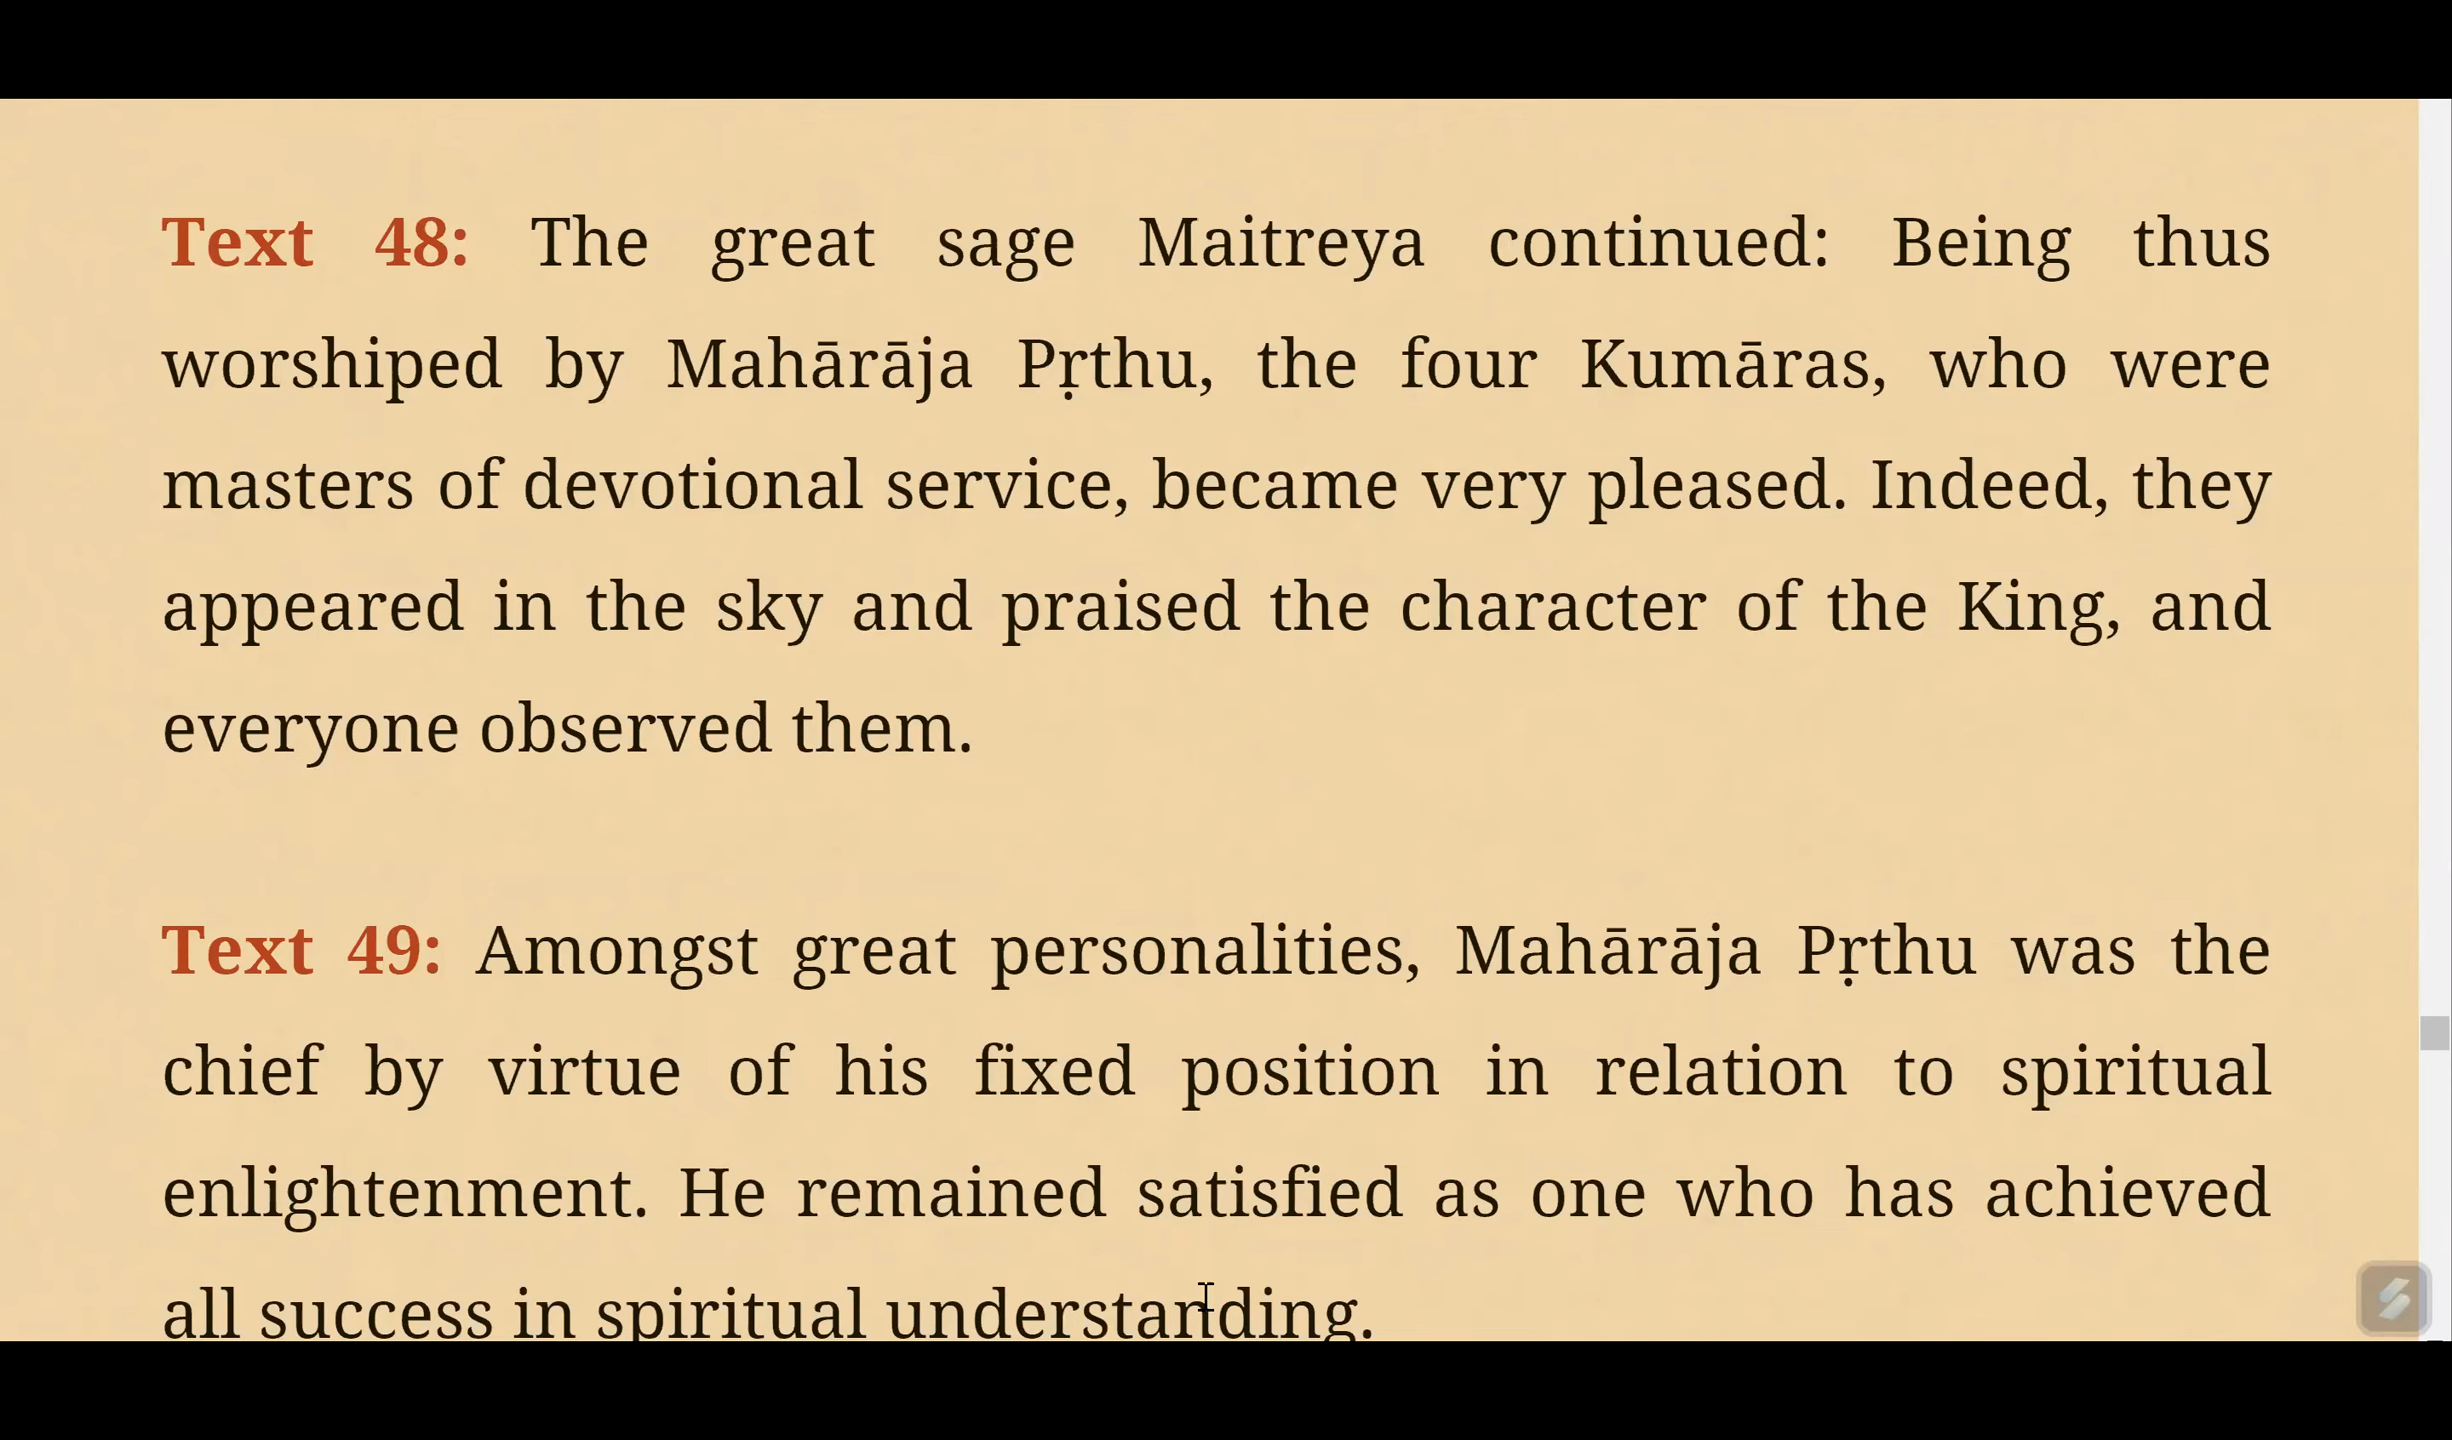 Text 48: The great sage Maitreya continued: Being thus
worshiped by Mahārāja Pṛthu, the four Kumāras, who were
masters of devotional service, became very pleased. Indeed, they
appeared in the sky and praised the character of the King, and
everyone observed them.
Text 49: Amongst great personalities, Mahārāja Pṛthu was the
chief by virtue of his fixed position in relation to spiritual
enlightenment. He remained satisfied as one who has achieved
all success in spiritual understanding.